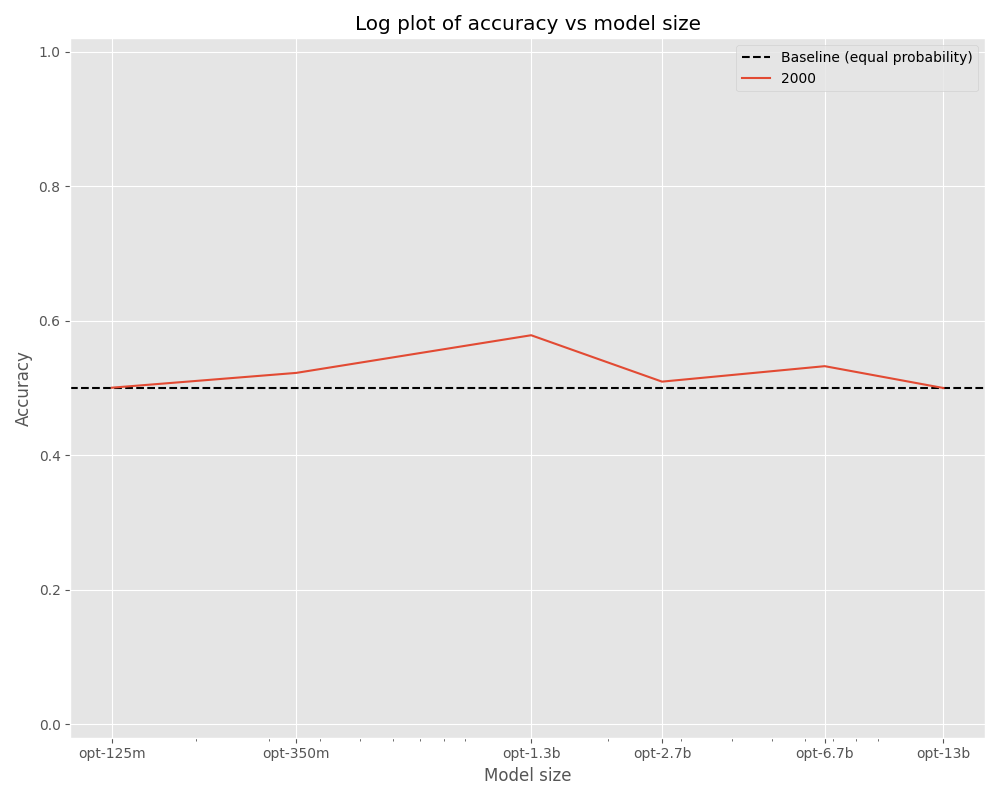 Log plot of accuracy vs model size
Baseline (equal probability)
2000
1.0
0.8
0.6
0.4
0.2
0.0
Accuracy
opt-125m opt-350m opt-1.3b opt-2.7b opt-6.7b opt-13b
Model size